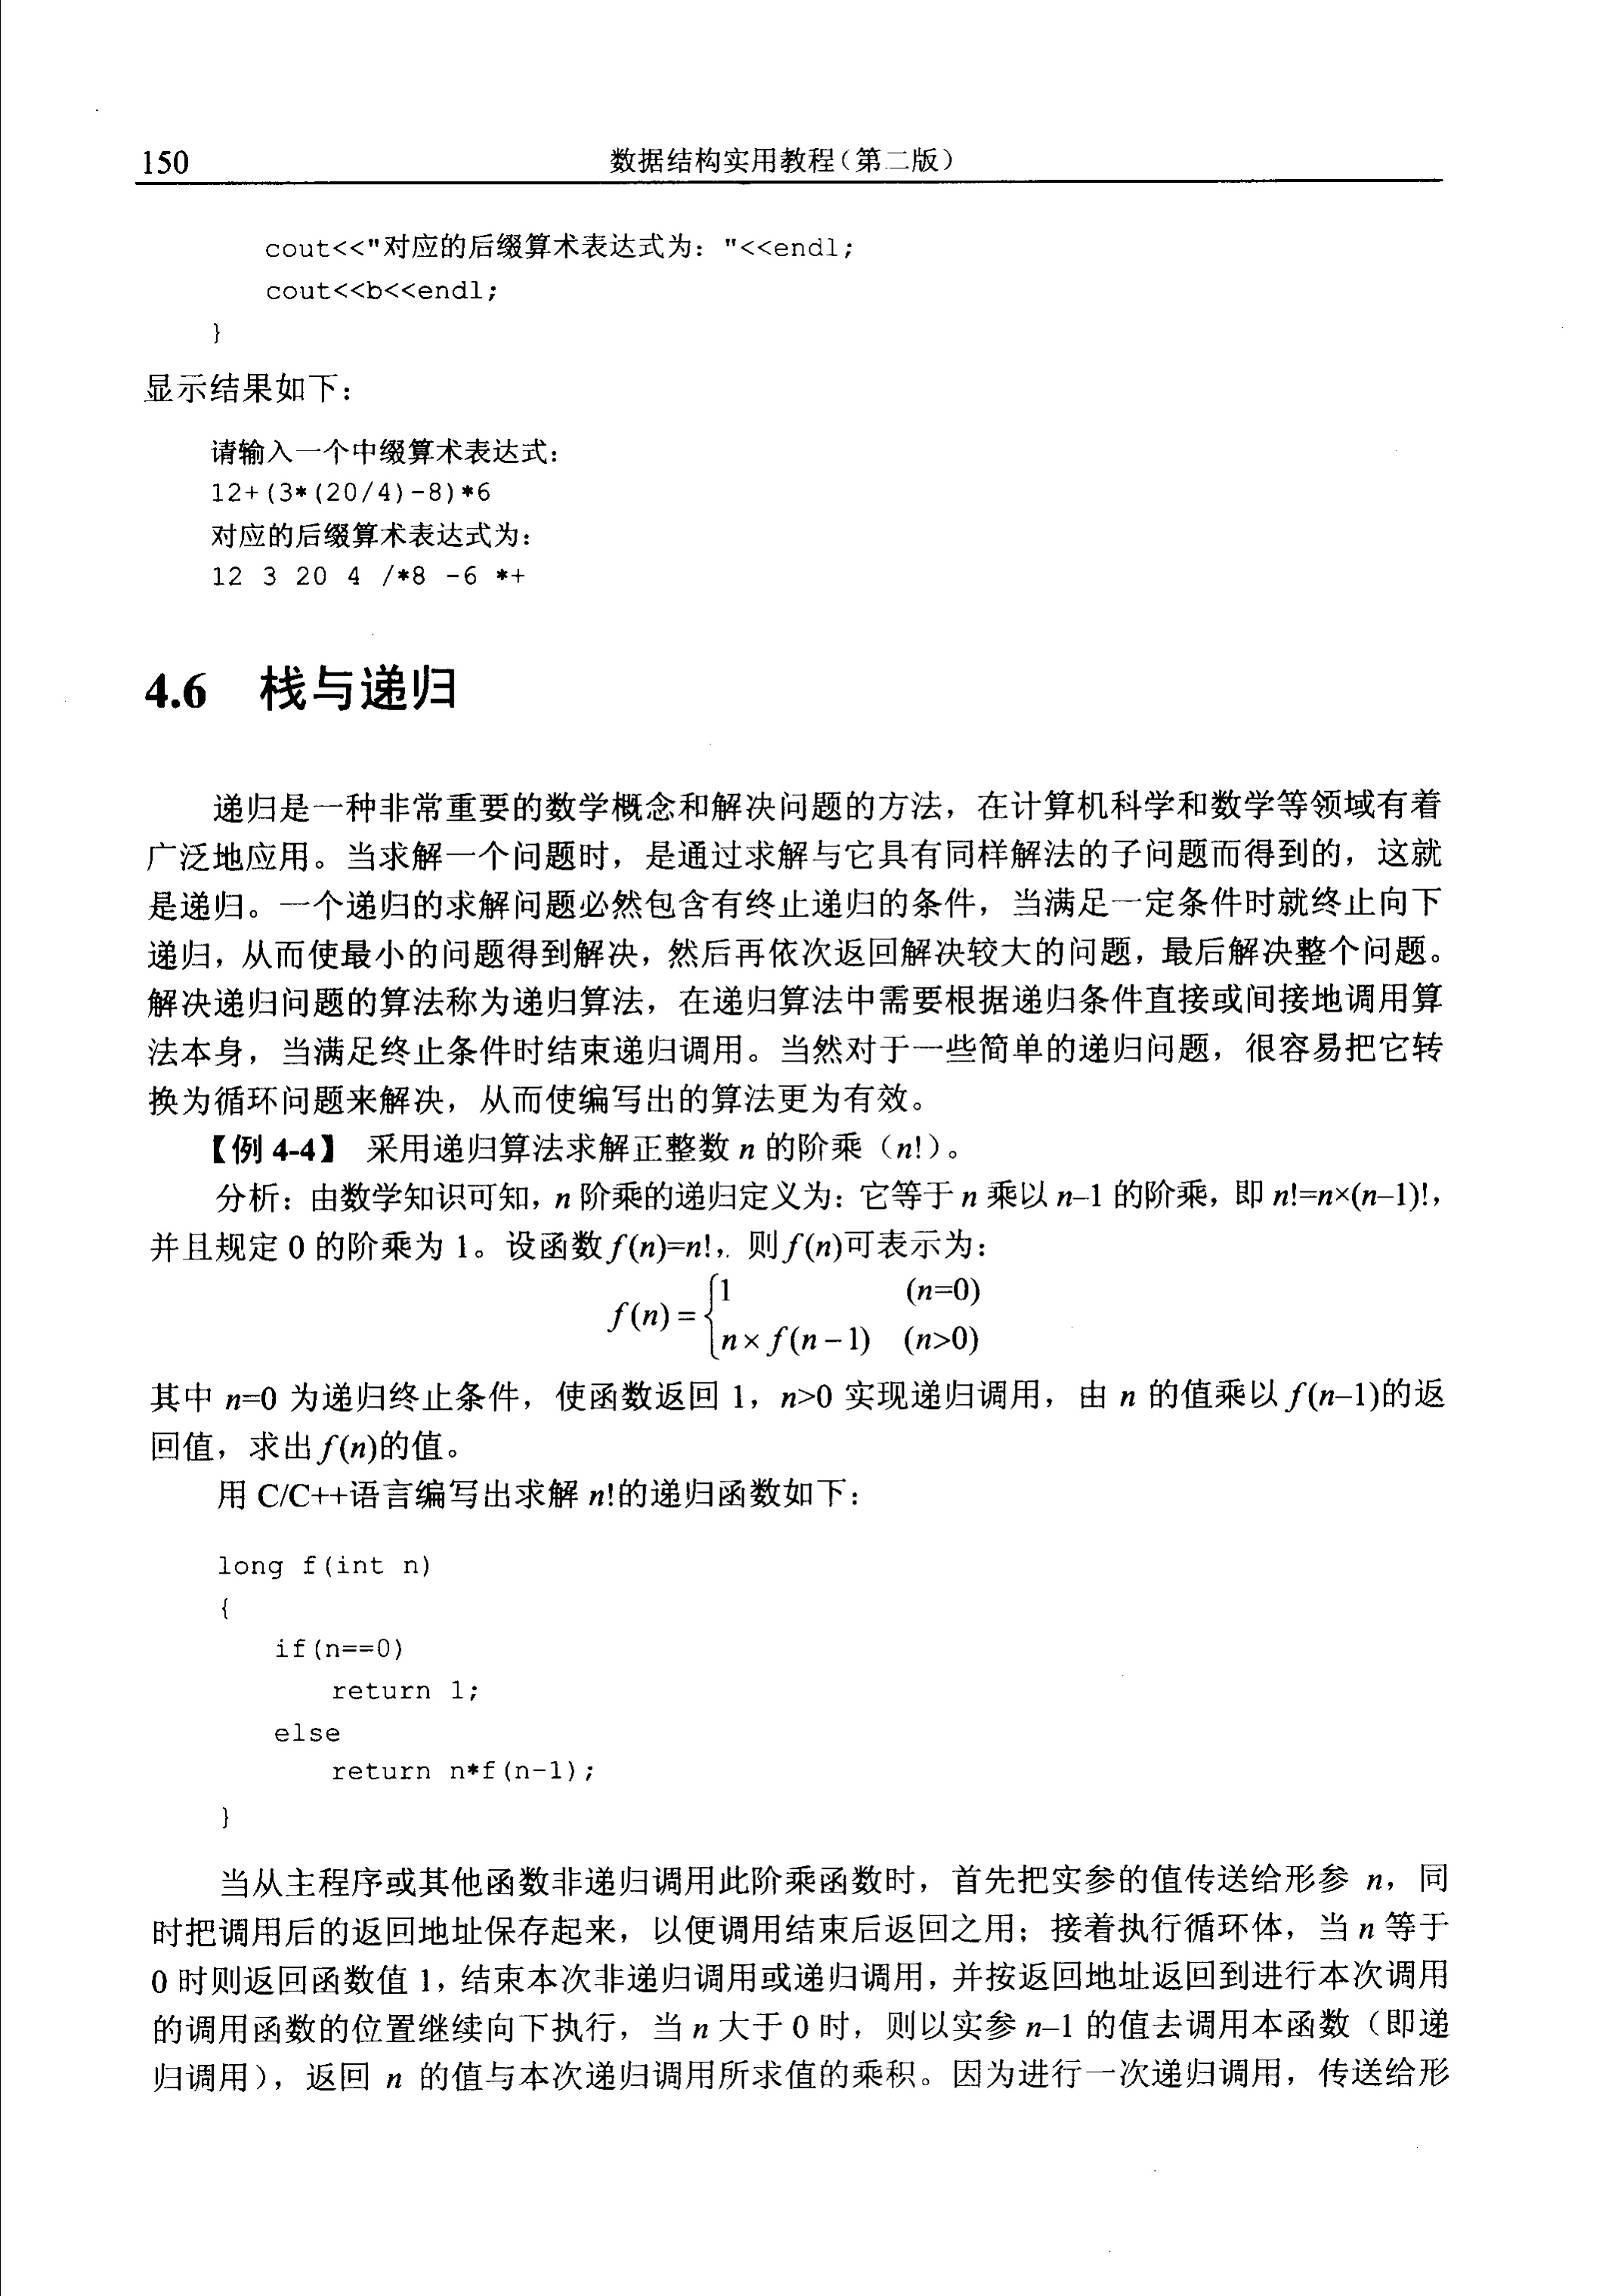 150
数据结构实用教程(第二版)
cout<<"对应的后缀算术表达式为："<<endl;
cout<<b<<endl;
}
显示结果如下：
请输入一个中缀算术表达式：
12+(3*(20/4)-8)*6
对应的后缀算术表达式为：
12 3 20 4 /*8 -6 *+
4.6 栈与递归
递归是一种非常重要的数学概念和解决问题的方法，在计算机科学和数学等领域有着
广泛地应用。当求解一个问题时，是通过求解与它具有同样解法的子问题而得到的，这就
是递归。一个递归的求解问题必然包含有终止递归的条件，当满足一定条件时就终止向下
递归，从而使最小的问题得到解决，然后再依次返回解决较大的问题，最后解决整个问题。
解决递归问题的算法称为递归算法，在递归算法中需要根据递归条件直接或间接地调用算
法本身，当满足终止条件时结束递归调用。当然对于一些简单的递归问题，很容易把它转
换为循环问题来解决，从而使编写出的算法更为有效。
【例 4-4】 采用递归算法求解正整数 n 的阶乘（n!）。
分析：由数学知识可知，n 阶乘的递归定义为：它等于 n 乘以 n–1 的阶乘，即 n!=n×(n–1)!，
并且规定 0 的阶乘为 1。设函数 f(n)=n!，则 f(n)可表示为：
f(n) = {1 (n=0)
n × f(n − 1) (n>0)
其中 n=0 为递归终止条件，使函数返回 1，n>0 实现递归调用，由 n 的值乘以 f(n–1)的返
回值，求出 f(n)的值。
用 C/C++语言编写出求解 n!的递归函数如下：
long f(int n)
{
if(n==0)
return 1;
else
return n*f(n-1);
}
当从主程序或其他函数非递归调用此阶乘函数时，首先把实参的值传送给形参 n，同
时把调用后的返回地址保存起来，以便调用结束后返回之用；接着执行循环体，当 n 等于
0 时则返回函数值 1，结束本次非递归调用或递归调用，并按返回地址返回到进行本次调用
的调用函数的位置继续向下执行，当 n 大于 0 时，则以实参 n–1 的值去调用本函数（即递
归调用），返回 n 的值与本次递归调用所求值的乘积。因为进行一次递归调用，传送给形